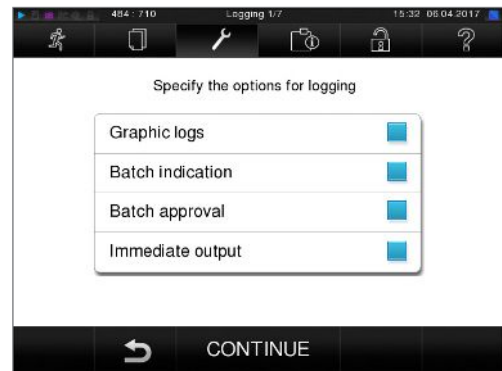 484 : 710 Logging 1/7 15:32 06.04.2017
?
Specify the options for logging
Graphic logs
Batch indication
Batch approval
Immediate output
CONTINUE